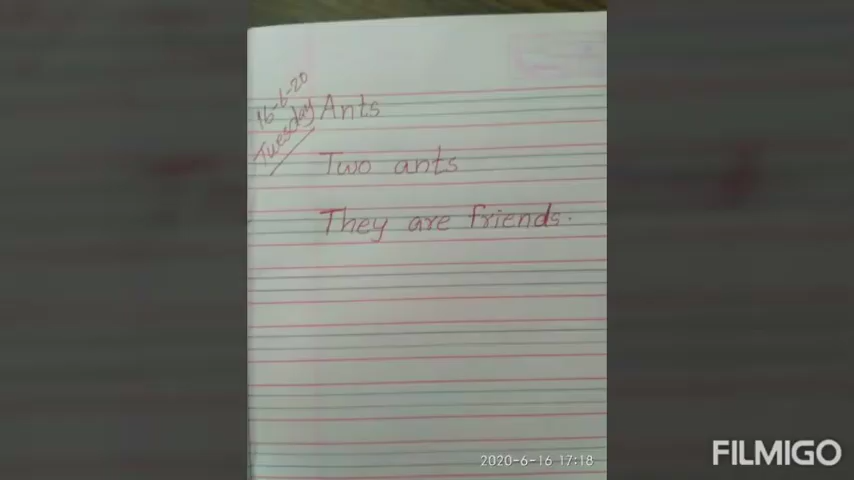 16-6-20
Tuesday
Ants
Two ants
They are friends.
2020-6-16 17:18
FILMIGO